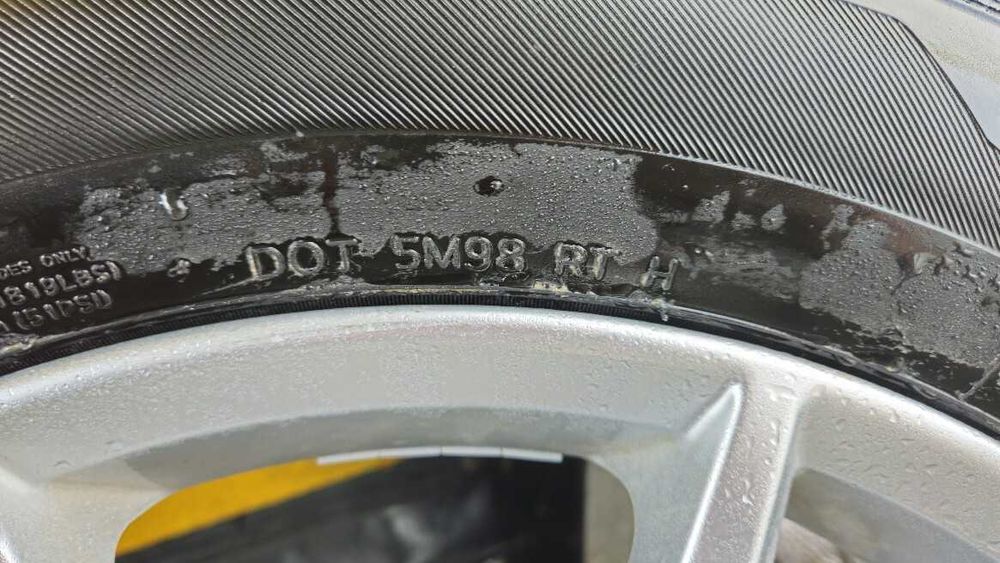 DES ONLY)
1819LBS)
(51PSI)
DOT 5M98 RT H